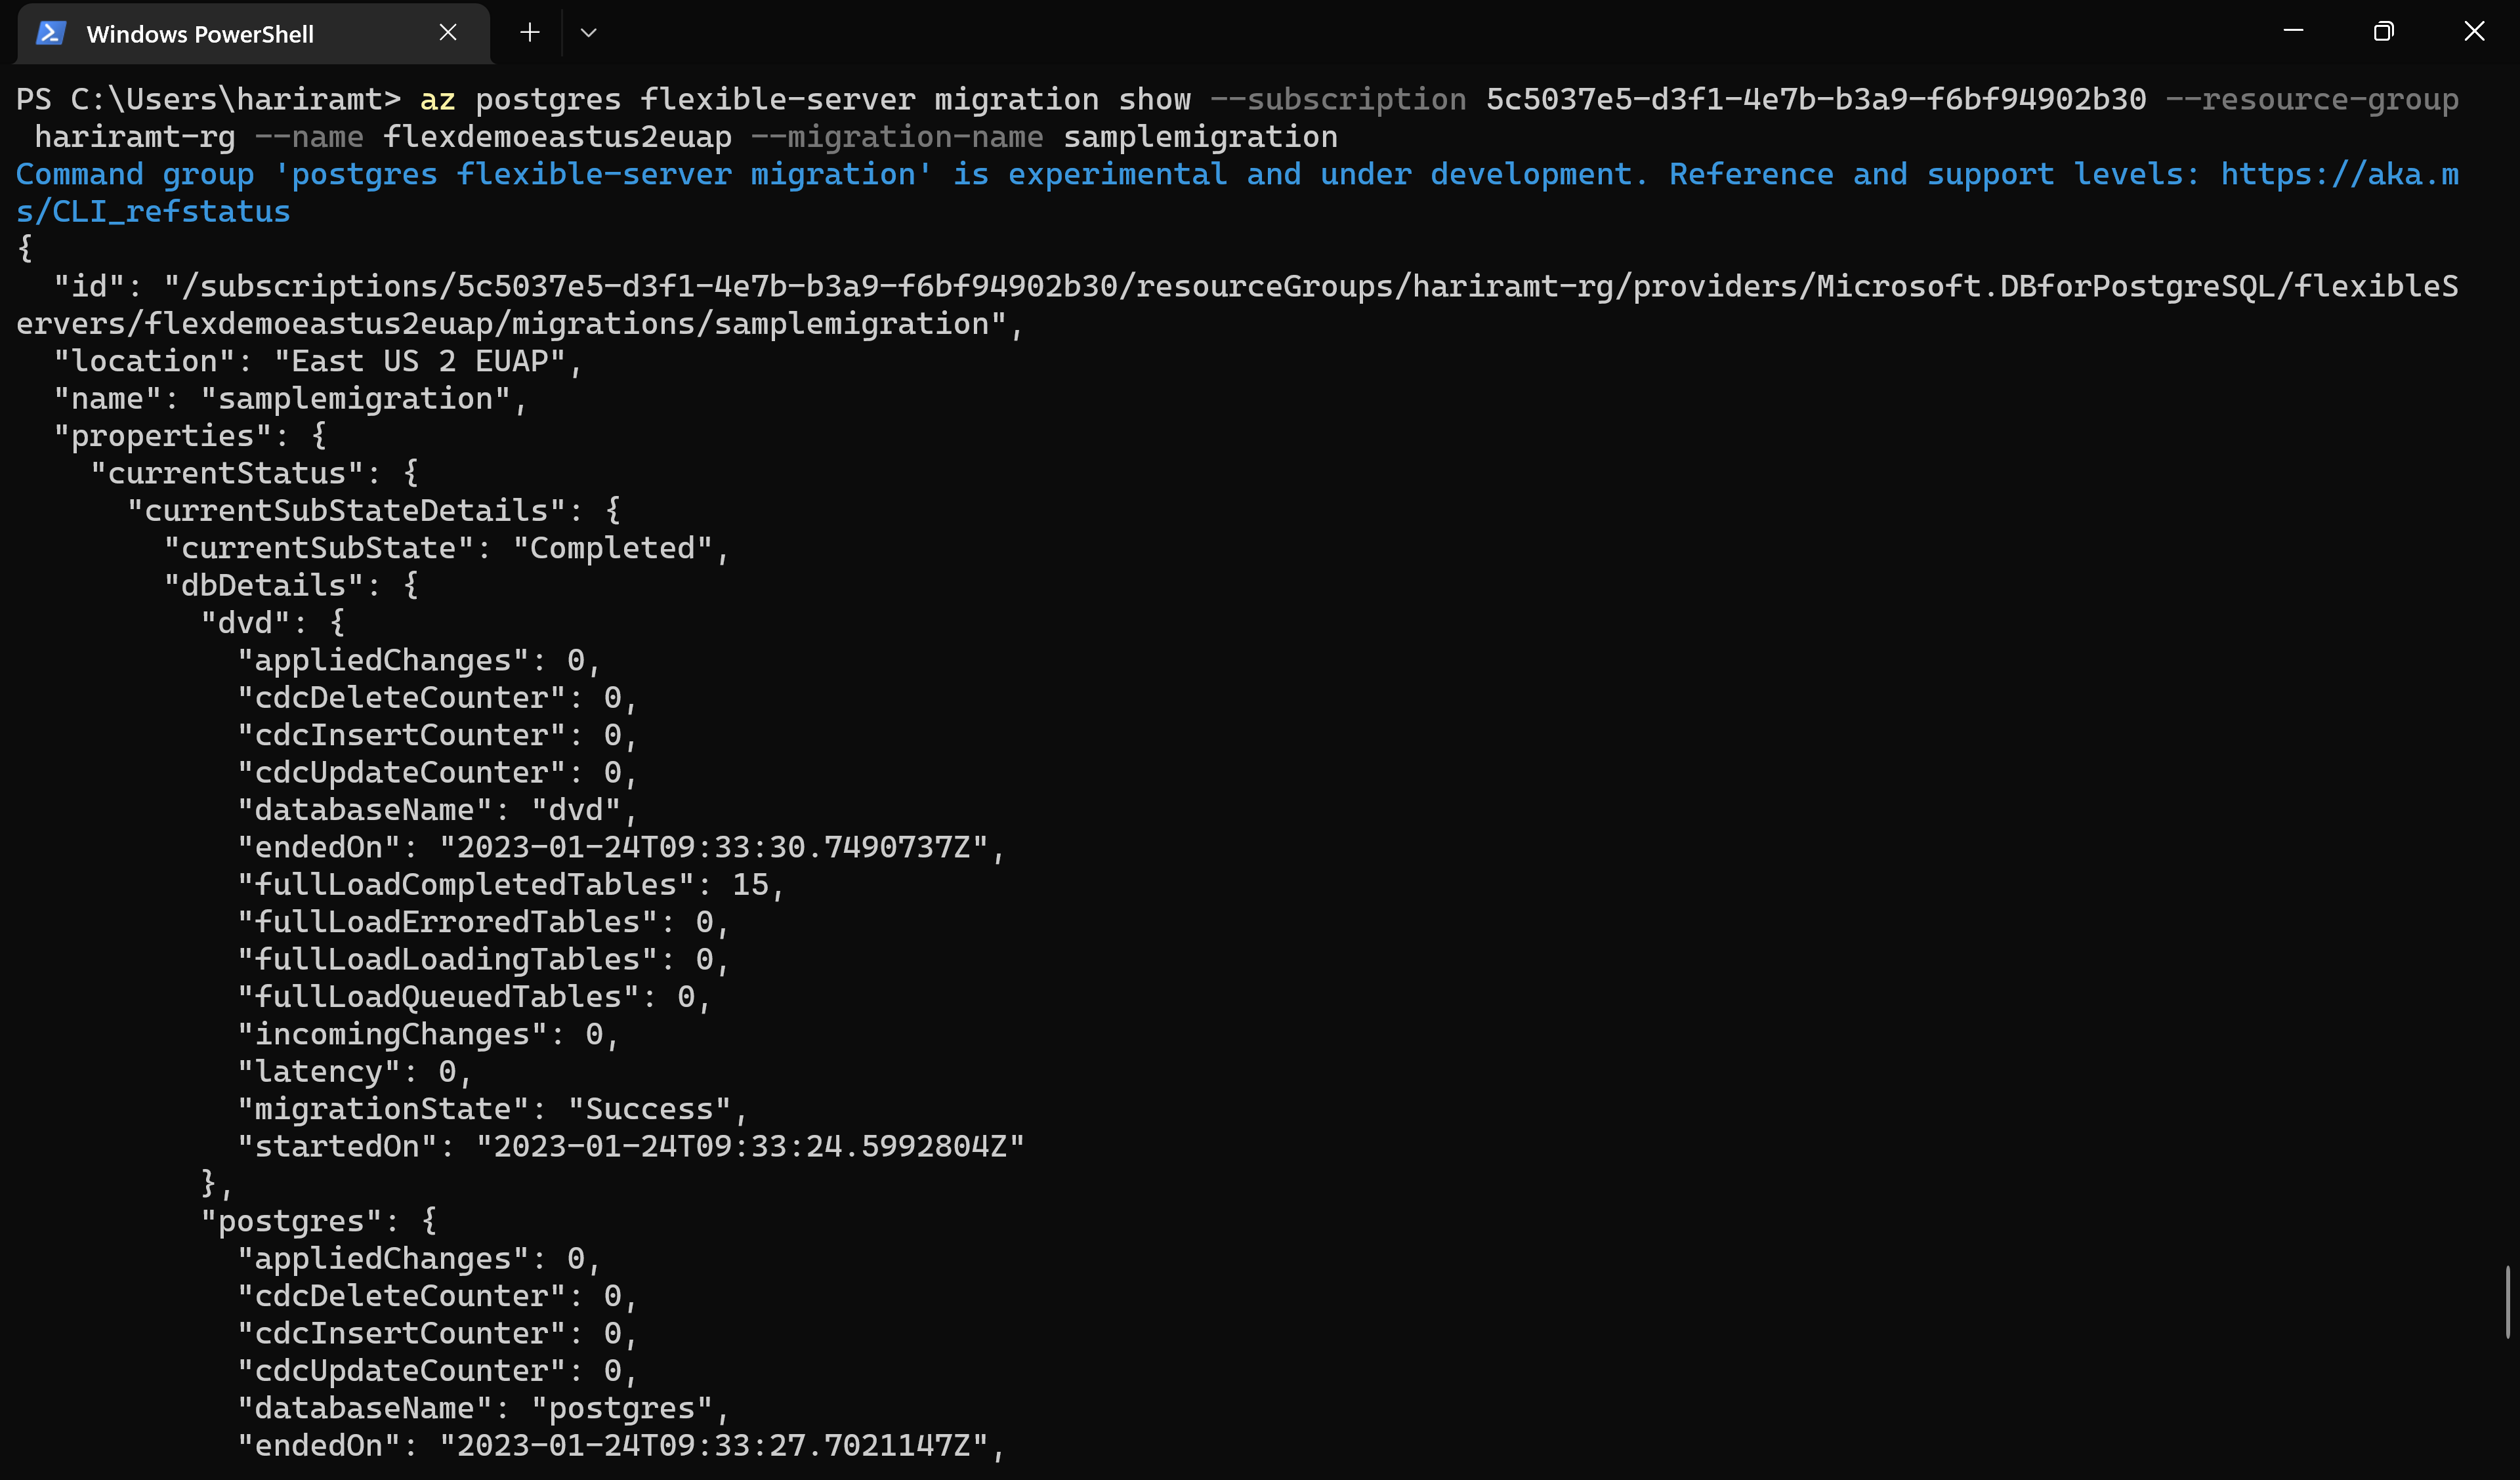 Windows PowerShell
PS C:\Users\hariramt> az postgres flexible-server migration show --subscription 5c5037e5-d3f1-4e7b-b3a9-f6bf94902b30 --resource-group
 hariramt-rg --name flexdemoeastus2euap --migration-name samplemigration
Command group 'postgres flexible-server migration' is experimental and under development. Reference and support levels: https://aka.m
s/CLI_refstatus
{
  "id": "/subscriptions/5c5037e5-d3f1-4e7b-b3a9-f6bf94902b30/resourceGroups/hariramt-rg/providers/Microsoft.DBforPostgreSQL/flexibleS
ervers/flexdemoeastus2euap/migrations/samplemigration",
  "location": "East US 2 EUAP",
  "name": "samplemigration",
  "properties": {
    "currentStatus": {
      "currentSubStateDetails": {
        "currentSubState": "Completed",
        "dbDetails": {
          "dvd": {
            "appliedChanges": 0,
            "cdcDeleteCounter": 0,
            "cdcInsertCounter": 0,
            "cdcUpdateCounter": 0,
            "databaseName": "dvd",
            "endedOn": "2023-01-24T09:33:30.7490737Z",
            "fullLoadCompletedTables": 15,
            "fullLoadErroredTables": 0,
            "fullLoadLoadingTables": 0,
            "fullLoadQueuedTables": 0,
            "incomingChanges": 0,
            "latency": 0,
            "migrationState": "Success",
            "startedOn": "2023-01-24T09:33:24.5992804Z"
          },
          "postgres": {
            "appliedChanges": 0,
            "cdcDeleteCounter": 0,
            "cdcInsertCounter": 0,
            "cdcUpdateCounter": 0,
            "databaseName": "postgres",
            "endedOn": "2023-01-24T09:33:27.7021147Z",